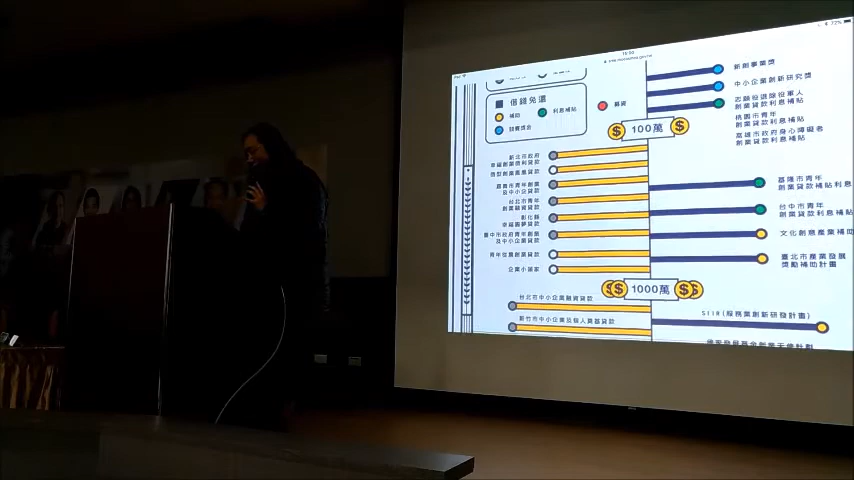 10:00
72%
借錢免還
補助
利息補貼
募資
競賽獎金
新創事業獎
中小企業創新研究獎
志願役退除役軍人
創業貸款利息補貼
桃園市青年
創業貸款利息補貼
高雄市政府身心障礙者
創業貸款利息補貼
$ 100萬 $
新北市政府
幸福創業微利貸款
微型創業鳳凰貸款
嘉義市青年創業
及中小企貸款
台北市青年
創業融資貸款
彰化縣
幸福圓夢貸款
臺中市政府青年創業
及中小企業貸款
青年從農創業貸款
企業小頭家
基隆市青年
創業貸款補貼利息
台中市青年
創業貸款利息補貼
文化創意產業補助
臺北市產業發展
獎勵補助計畫
$ 1000萬 $
台北市中小企業融資貸款
新竹市中小企業及個人貸款
SIIR(服務業創新研發計畫)